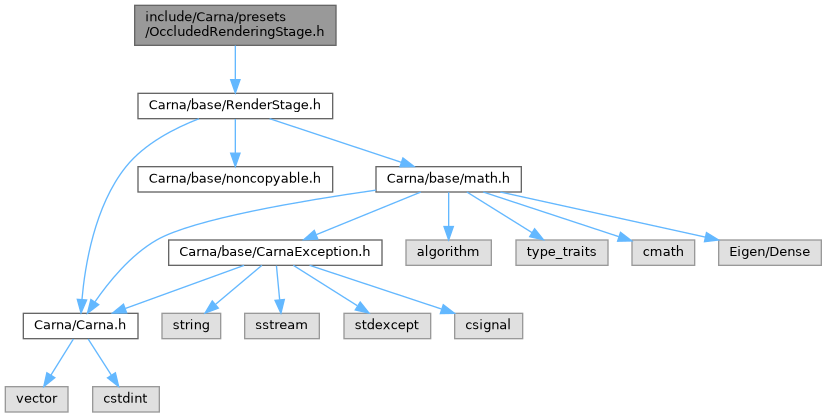 include/Carna/presets
/OccludedRenderingStage.h
Carna/base/RenderStage.h
Carna/base/noncopyable.h
Carna/base/math.h
Carna/base/CarnaException.h
algorithm
type_traits
cmath
Eigen/Dense
Carna/Carna.h
string
sstream
stdexcept
csignal
vector
cstdint